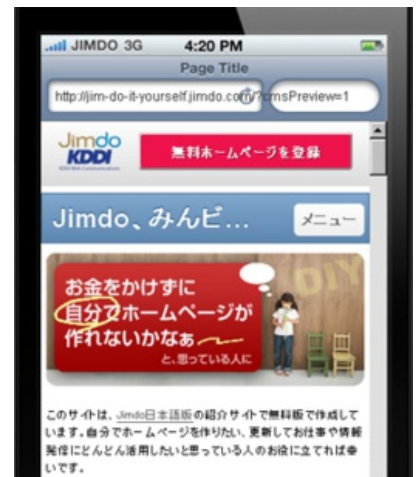 JIMDO 3G 4:20 PM
Page Title
http://jim-do-it-yourself.jimdo.com/?cmsPreview=1
Jimdo
KDDI
KDDI Web Communications
無料ホームページを登録
Jimdo、みんビ... メニュー
DIY
お金をかけずに
自分でホームページが
作れないかなぁ
と、思っている人に
このサイトは、Jimdo日本語版の紹介サイトで無料版で作成して
います。自分でホームページを作りたい、更新してお仕事や情報
発信にどんどん活用したいと思っている人のお役に立てれば幸
いです。